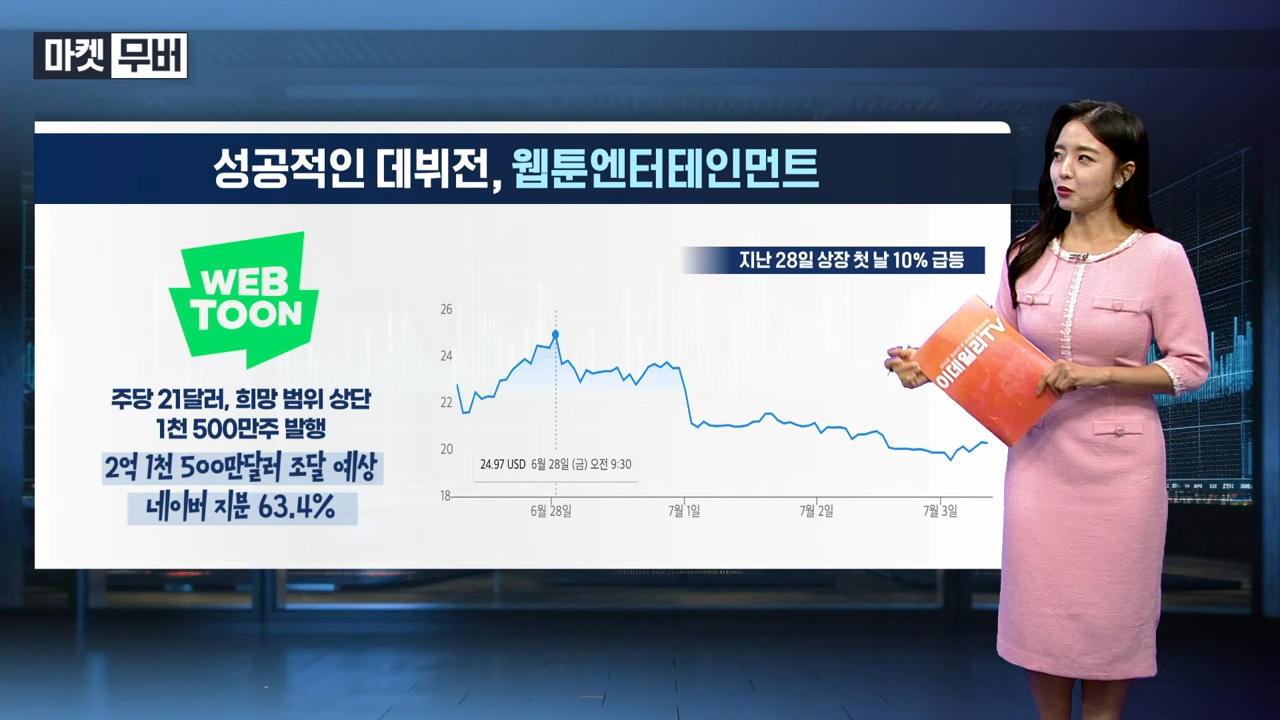 마켓 무버
성공적인 데뷔전, 웹툰엔터테인먼트
WEB
TOON
주당 21달러, 희망 범위 상단
1천 500만주 발행
2억 1천 500만달러 조달 예상
네이버 지분 63.4%
지난 28일 상장 첫 날 10% 급등
26
24
22
20
18
24.97 USD 6월 28일 (금) 오전 9:30
6월 28일 7월 1일 7월 2일 7월 3일
이데일리TV